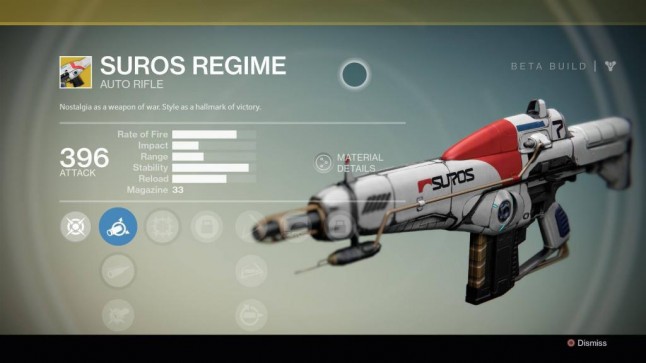 SUROS REGIME
AUTO RIFLE
BETA BUILD
Nostalgia as a weapon of war. Style as a hallmark of victory.
396
ATTACK
Rate of Fire
Impact
Range
Stability
Reload
Magazine 33
MATERIAL
DETAILS
SUROS
7
Dismiss